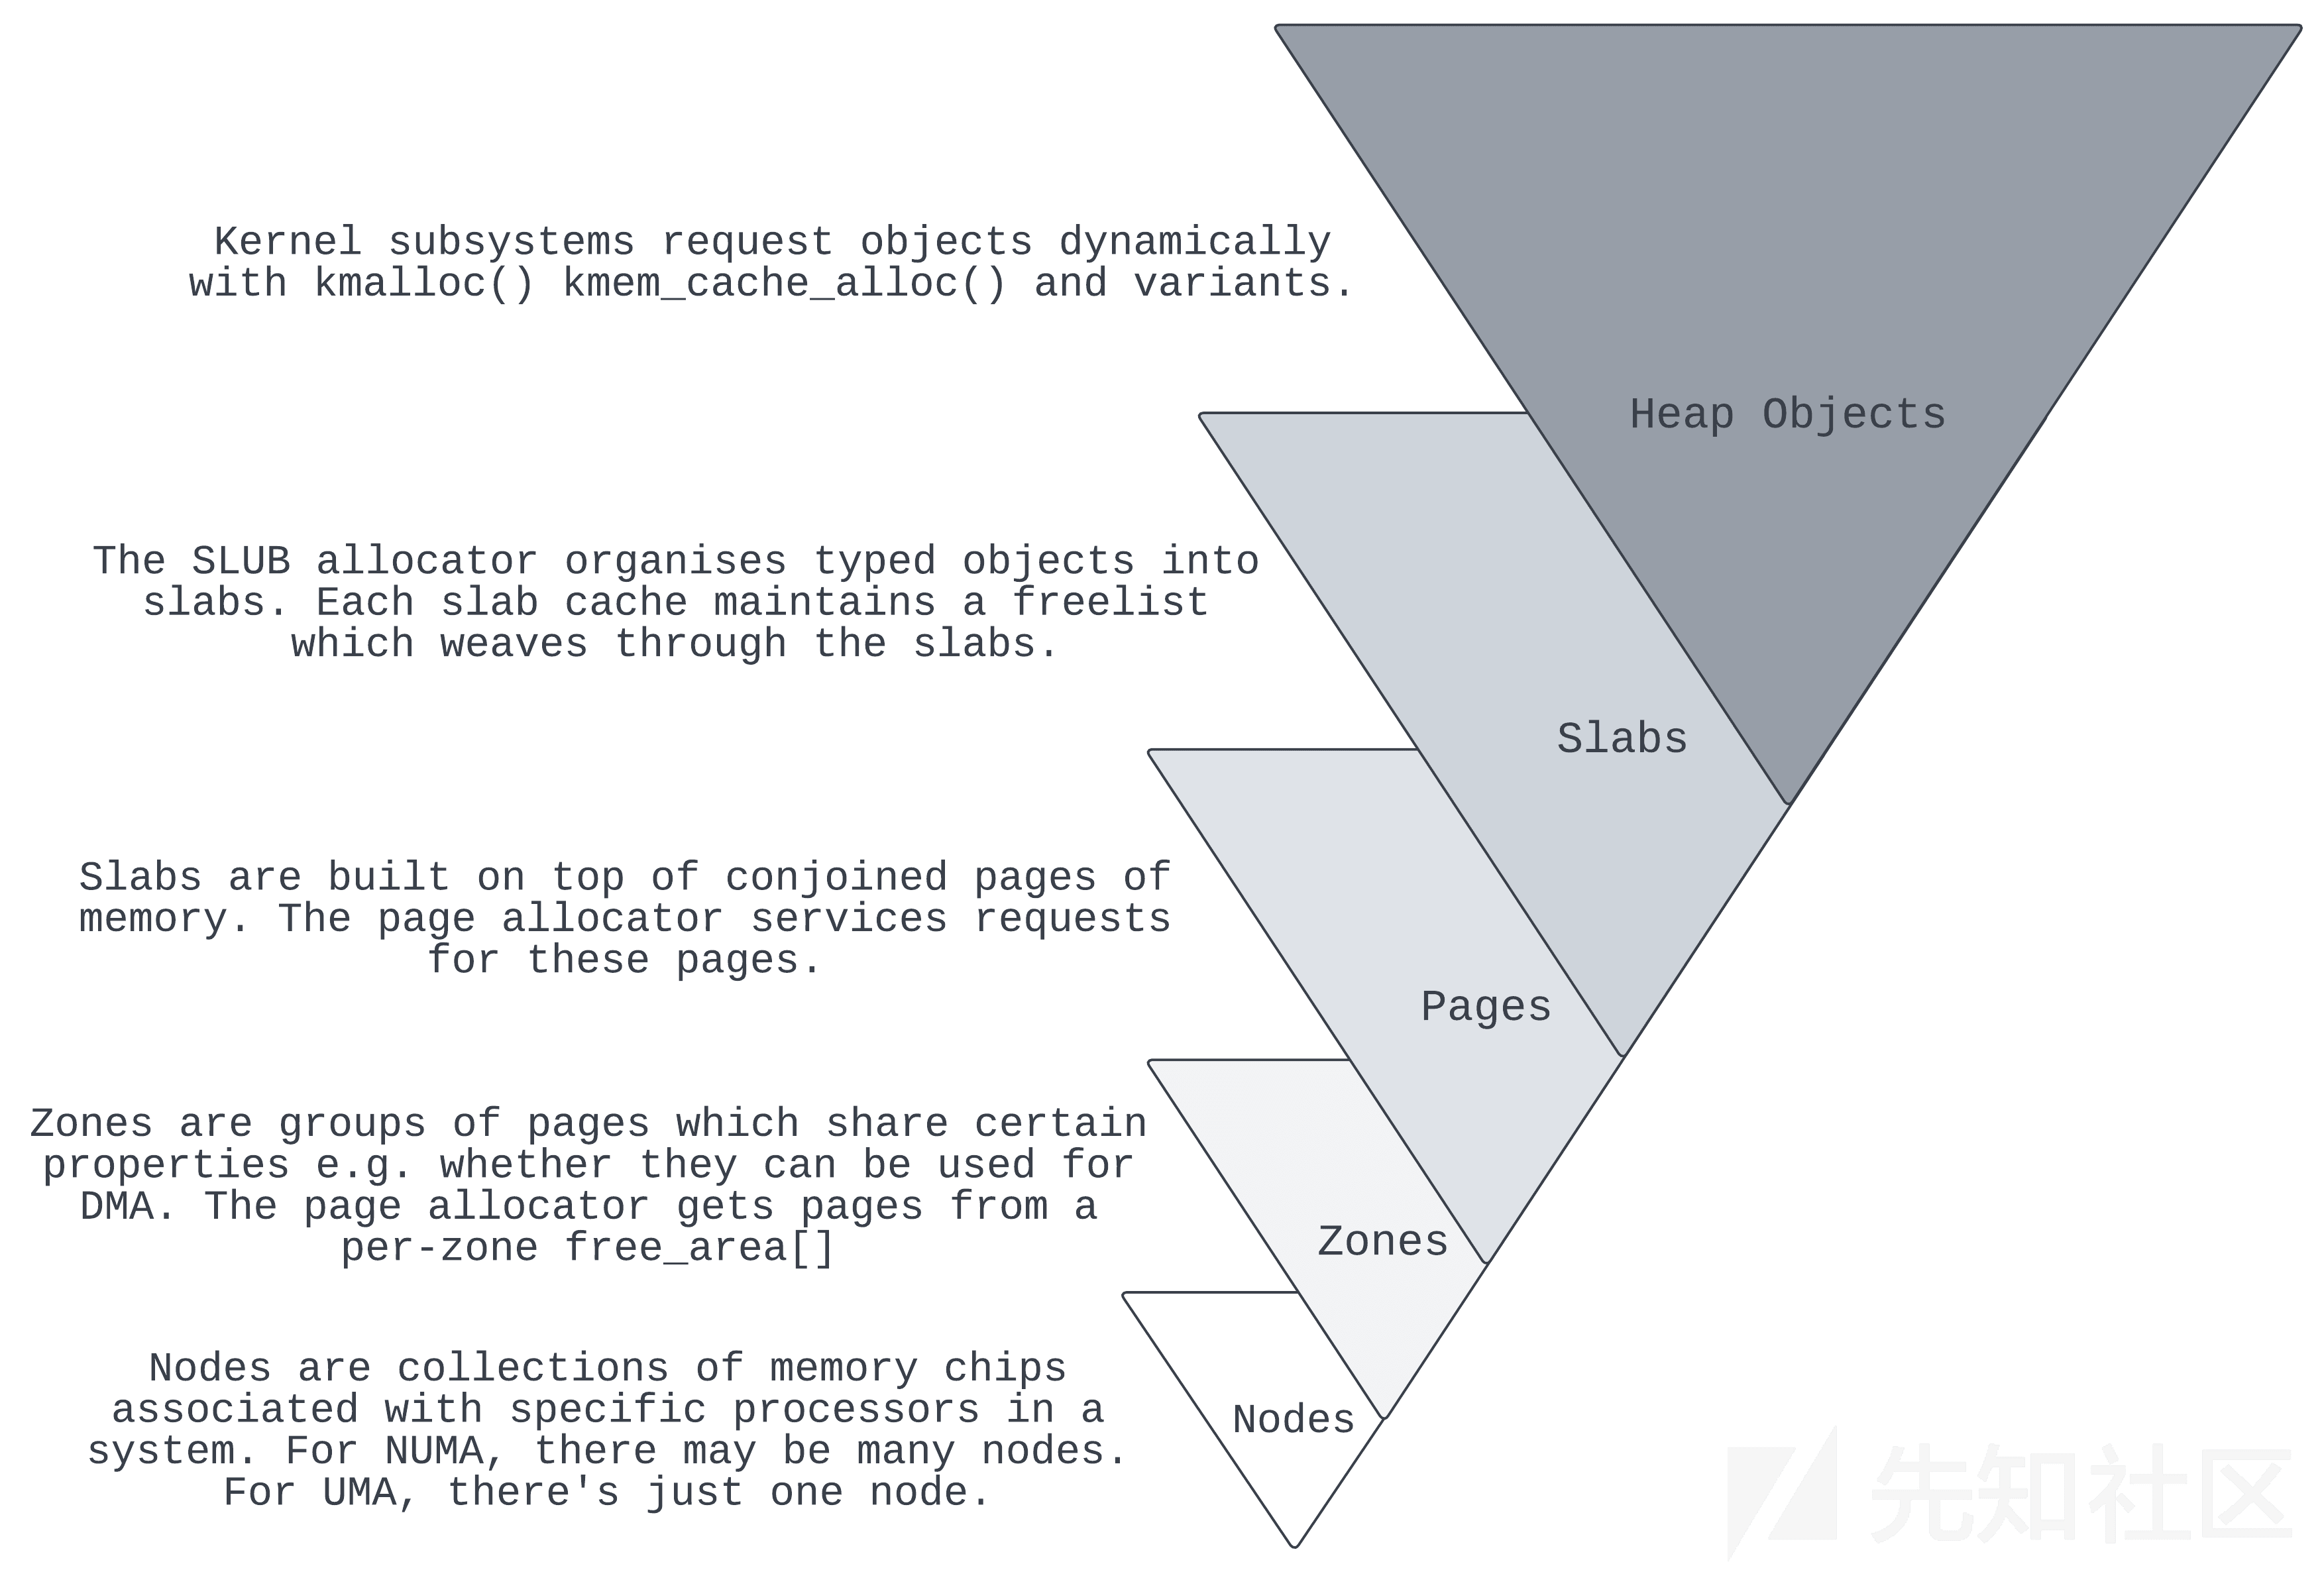 Kernel subsystems request objects dynamically
with kmalloc() kmem_cache_alloc() and variants.
Heap Objects
The SLUB allocator organises typed objects into
slabs. Each slab cache maintains a freelist
which weaves through the slabs.
Slabs
Slabs are built on top of conjoined pages of
memory. The page allocator services requests
for these pages.
Pages
Zones are groups of pages which share certain
properties e.g. whether they can be used for
DMA. The page allocator gets pages from a
per-zone free_area[]
Zones
Nodes are collections of memory chips
associated with specific processors in a
system. For NUMA, there may be many nodes.
For UMA, there's just one node.
Nodes
先知社区